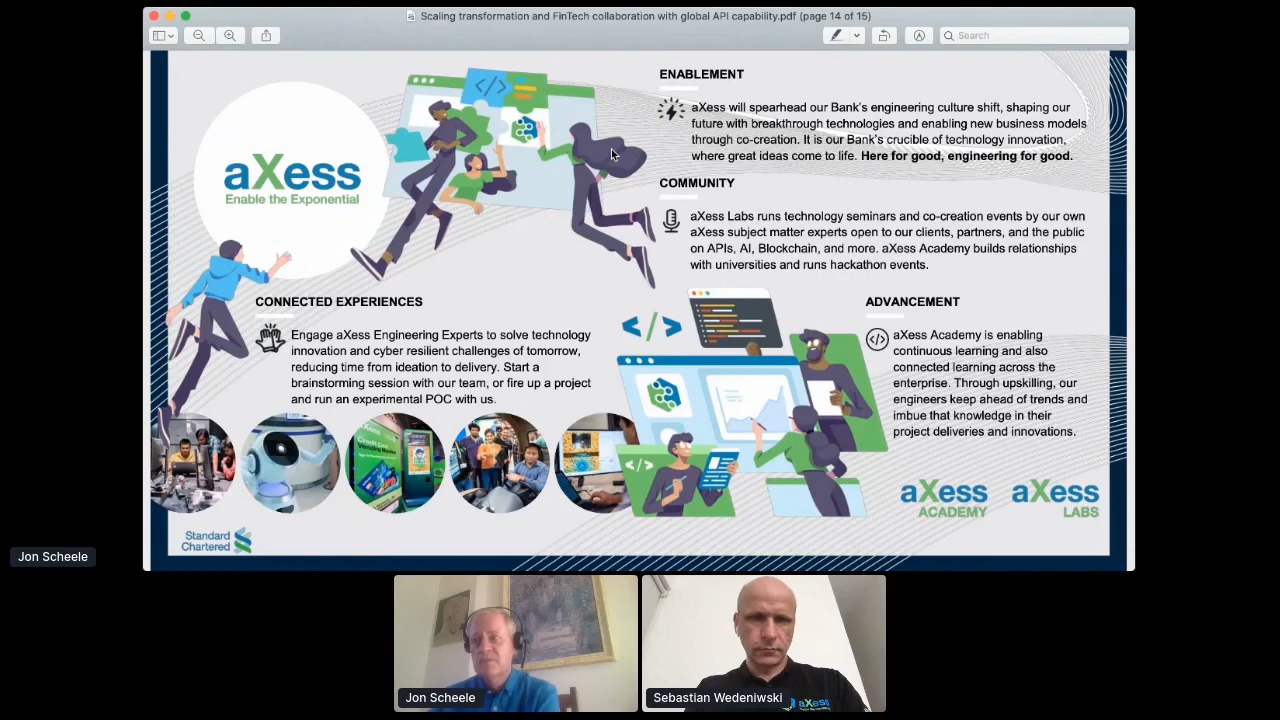 Scaling transformation and FinTech collaboration with global API capability.pdf (page 14 of 15)
Search
aXess
Enable the Exponential
</>
ENABLEMENT
aXess will spearhead our Bank's engineering culture shift, shaping our
future with breakthrough technologies and enabling new business models
through co-creation. It is our Bank's crucible of technology innovation,
where great ideas come to life. Here for good, engineering for good.
COMMUNITY
aXess Labs runs technology seminars and co-creation events by our own
aXess subject matter experts open to our clients, partners, and the public
on APIs, AI, Blockchain, and more. aXess Academy builds relationships
with universities and runs hackathon events.
CONNECTED EXPERIENCES
Engage aXess Engineering Experts to solve technology
innovation and cyber resilient challenges of tomorrow,
reducing time from ideation to delivery. Start a
brainstorming session with our team, or fire up a project
and run an experimental POC with us.
</>
</>
</>
ADVANCEMENT
aXess Academy is enabling
continuous learning and also
connected learning across the
enterprise. Through upskilling, our
engineers keep ahead of trends and
imbue that knowledge in their
project deliveries and innovations.
aXess
Credit Card
Vending Machine
aXess
ACADEMY
aXess
LABS
Standard
Chartered
Jon Scheele
Jon Scheele
Sebastian Wedeniwski
aXess